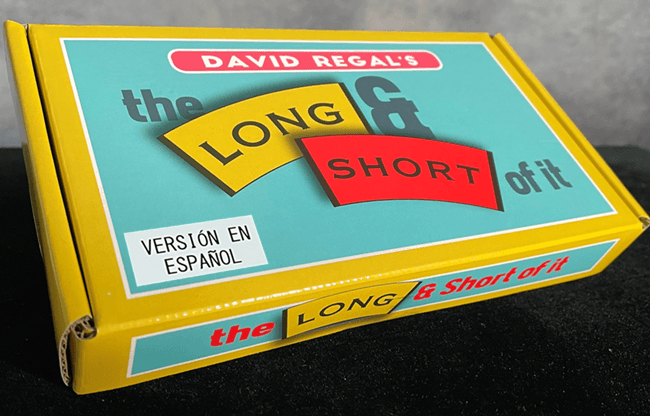 DAVID REGAL'S
the LONG &
SHORT of it
VERSIÓN EN
ESPAÑOL
the LONG & Short of it